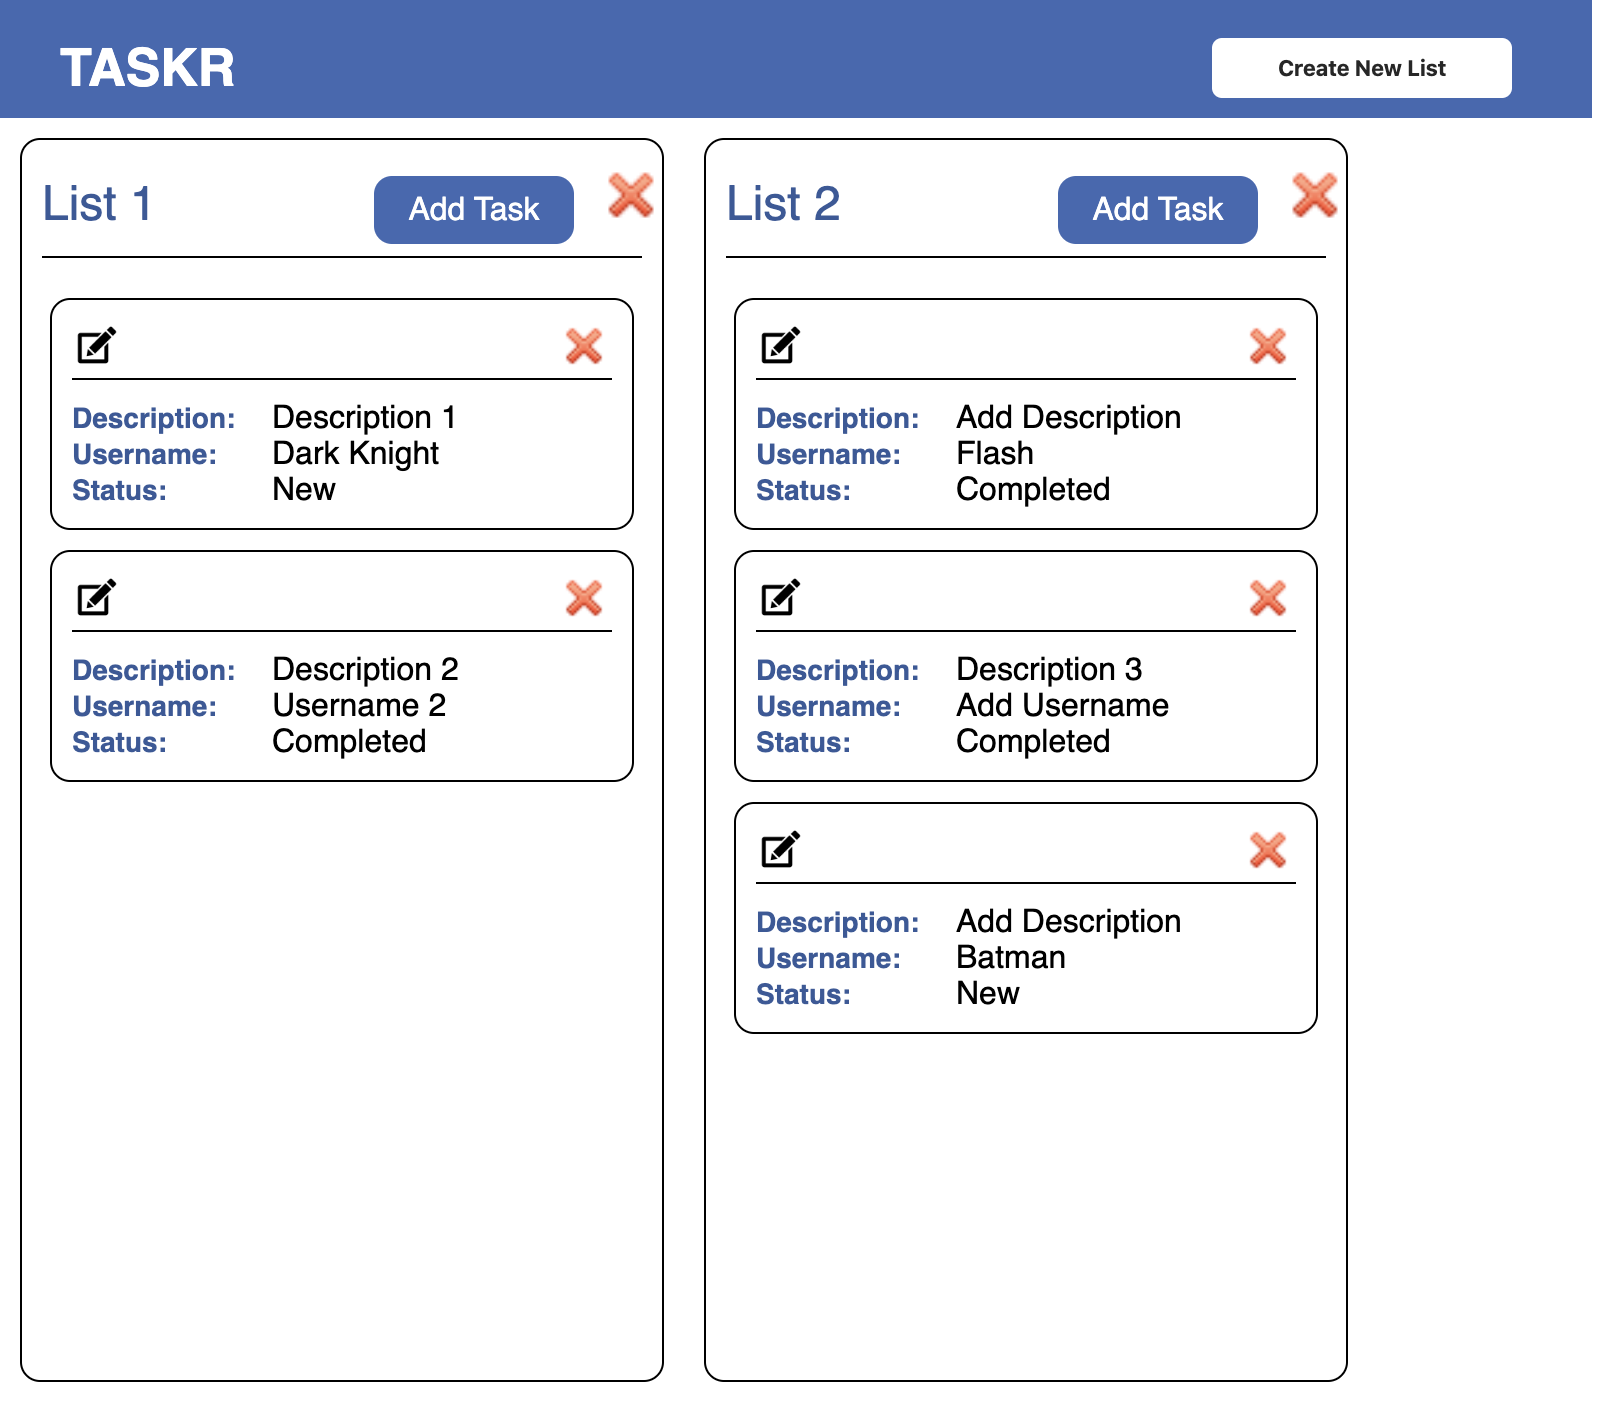 TASKR
Create New List
List 1
Add Task
Description: Description 1
Username: Dark Knight
Status: New
Description: Description 2
Username: Username 2
Status: Completed
List 2
Add Task
Description: Add Description
Username: Flash
Status: Completed
Description: Description 3
Username: Add Username
Status: Completed
Description: Add Description
Username: Batman
Status: New